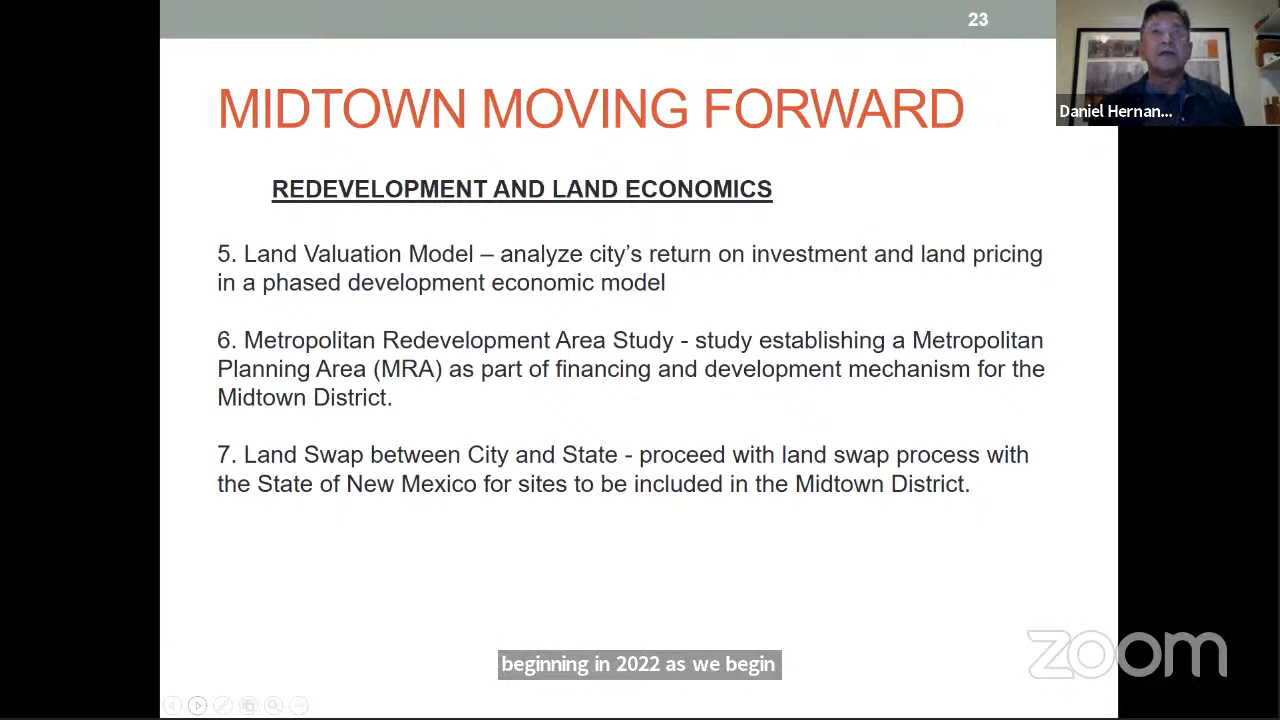 23
MIDTOWN MOVING FORWARD
REDEVELOPMENT AND LAND ECONOMICS
5. Land Valuation Model – analyze city’s return on investment and land pricing
in a phased development economic model
6. Metropolitan Redevelopment Area Study - study establishing a Metropolitan
Planning Area (MRA) as part of financing and development mechanism for the
Midtown District.
7. Land Swap between City and State - proceed with land swap process with
the State of New Mexico for sites to be included in the Midtown District.
Daniel Hernan...
beginning in 2022 as we begin
zoom